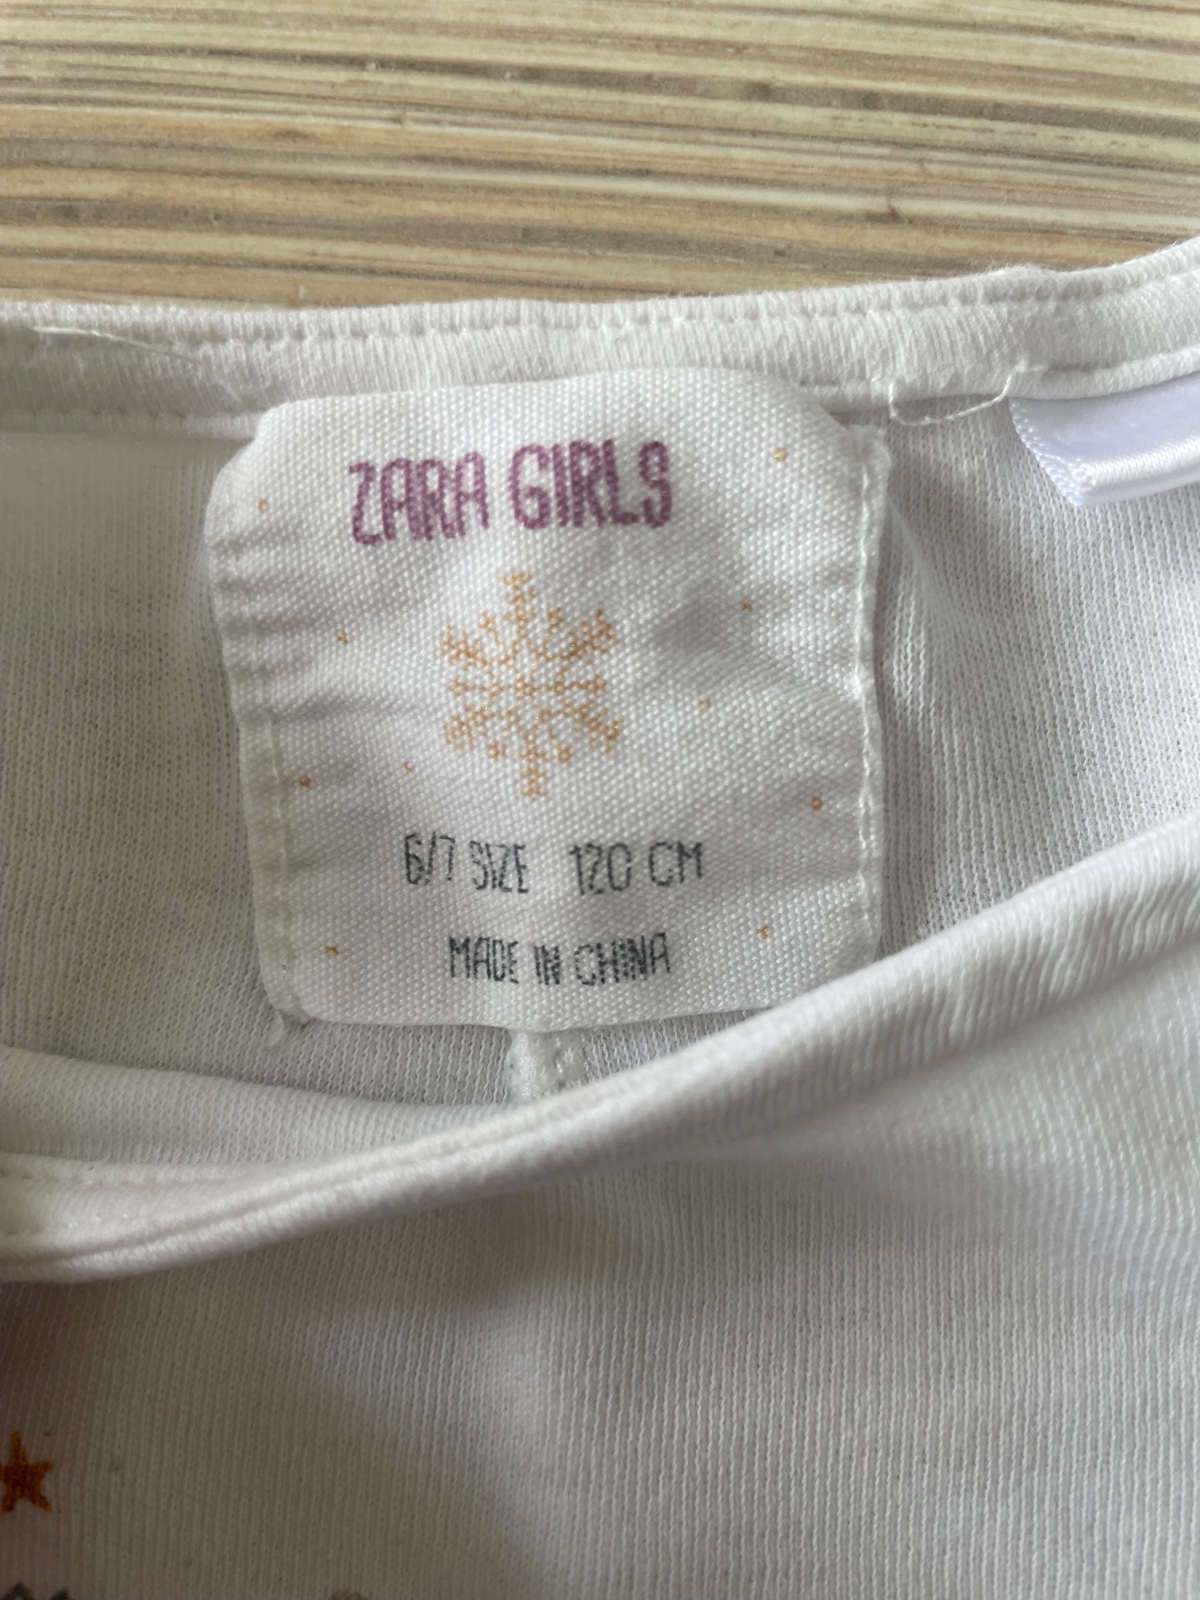 ZARA GIRLS
6/7 SIZE 120 CM
MADE IN CHINA